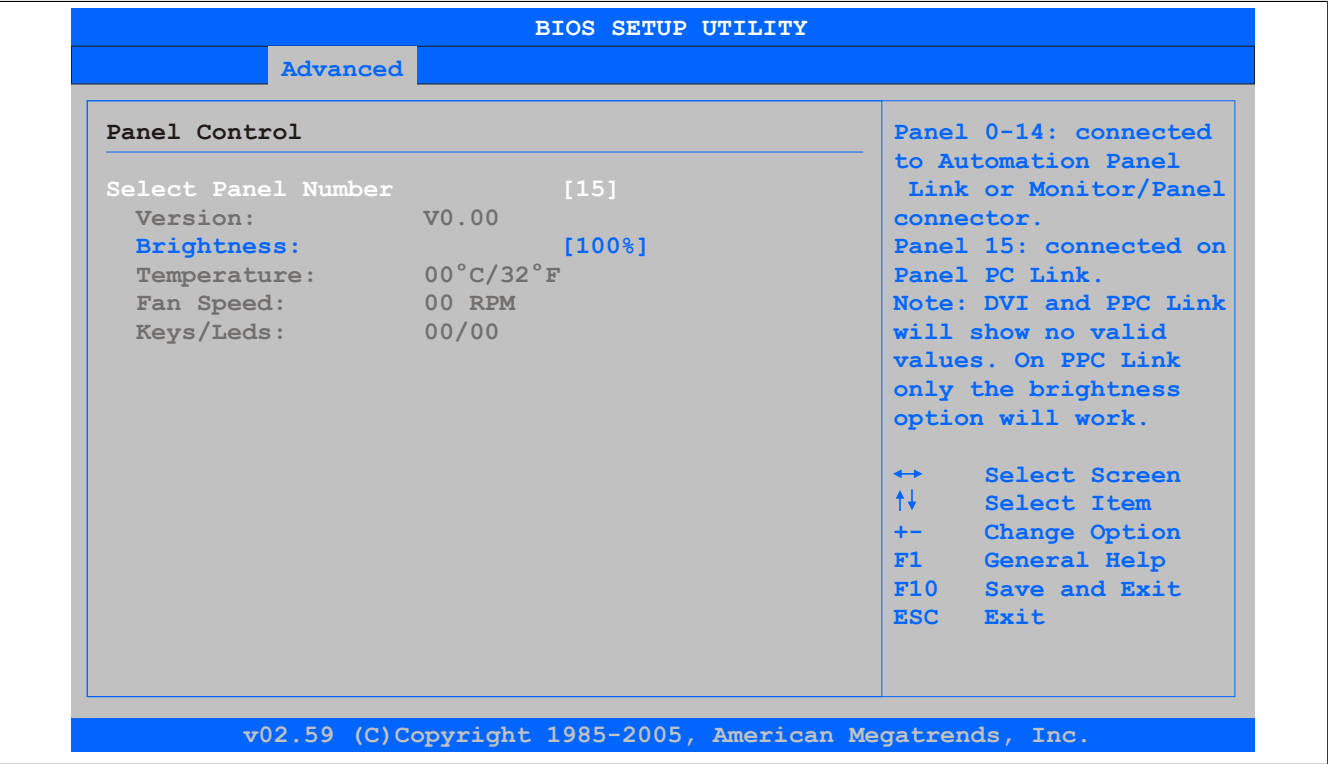 BIOS SETUP UTILITY
Advanced
Panel Control
Select Panel Number [15]
Version: V0.00
Brightness: [100%]
Temperature: 00°C/32°F
Fan Speed: 00 RPM
Keys/Leds: 00/00
Panel 0-14: connected
to Automation Panel
Link or Monitor/Panel
connector.
Panel 15: connected on
Panel PC Link.
Note: DVI and PPC Link
will show no valid
values. On PPC Link
only the brightness
option will work.
↔ Select Screen
↑↓ Select Item
+- Change Option
F1 General Help
F10 Save and Exit
ESC Exit
v02.59 (C)Copyright 1985-2005, American Megatrends, Inc.